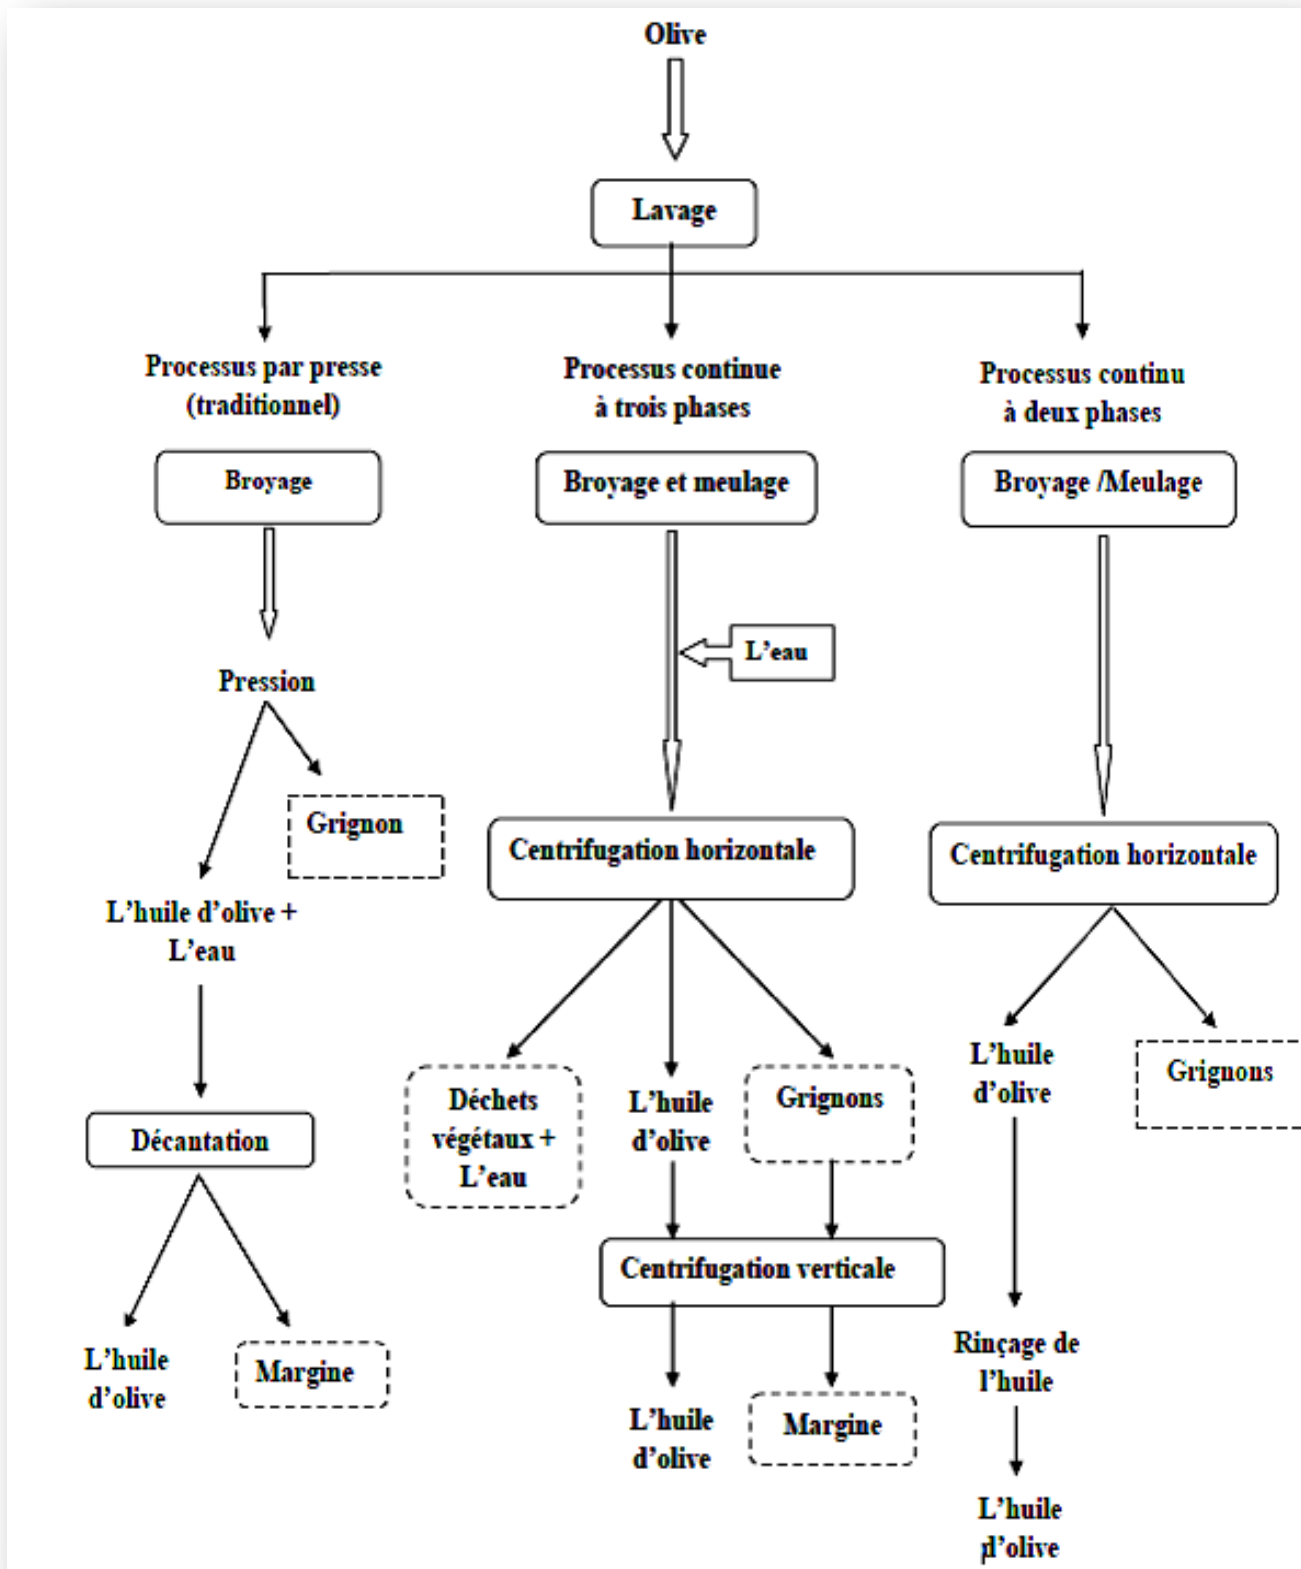 Olive
Lavage
Processus par presse
(traditionnel)
Processus continue
à trois phases
Processus continu
à deux phases
Broyage
Broyage et meulage
Broyage /Meulage
L'eau
Pression
Grignon
Centrifugation horizontale
Centrifugation horizontale
L'huile d'olive +
L'eau
Déchets
végétaux +
L'eau
L'huile
d'olive
Grignons
L'huile
d'olive
Grignons
Décantation
Centrifugation verticale
L'huile
d'olive
Margine
L'huile
d'olive
Margine
Rinçage de
l'huile
L'huile
d'olive